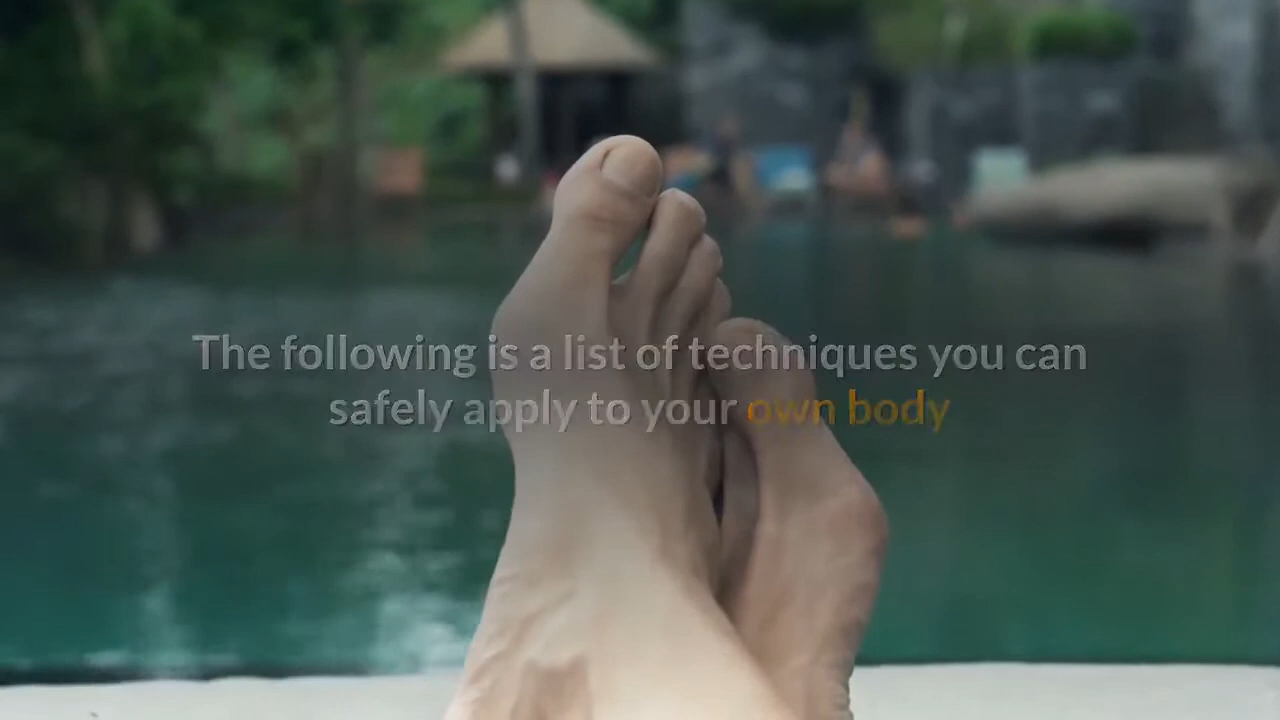 The following is a list of techniques you can
safely apply to your own body